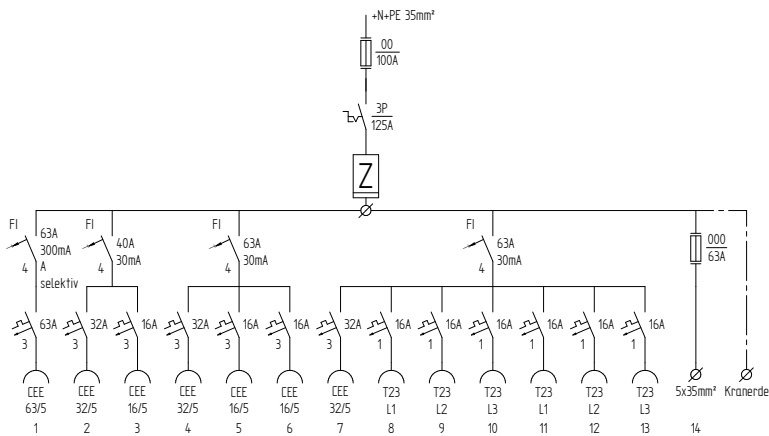 +N+PE 35mm²
00
100A
3P
125A
Z
FI
63A
300mA
4
A
selektiv
FI
40A
30mA
4
FI
63A
30mA
4
FI
63A
30mA
4
000
63A
63A
3
32A
3
16A
3
32A
3
16A
3
16A
3
32A
3
16A
1
16A
1
16A
1
16A
1
16A
1
16A
1
CEE CEE CEE CEE CEE CEE CEE T23 T23 T23 T23 T23 T23 5x35mm² Kranerde
63/5 32/5 16/5 32/5 16/5 16/5 32/5 L1 L2 L3 L1 L2 L3
1 2 3 4 5 6 7 8 9 10 11 12 13 14